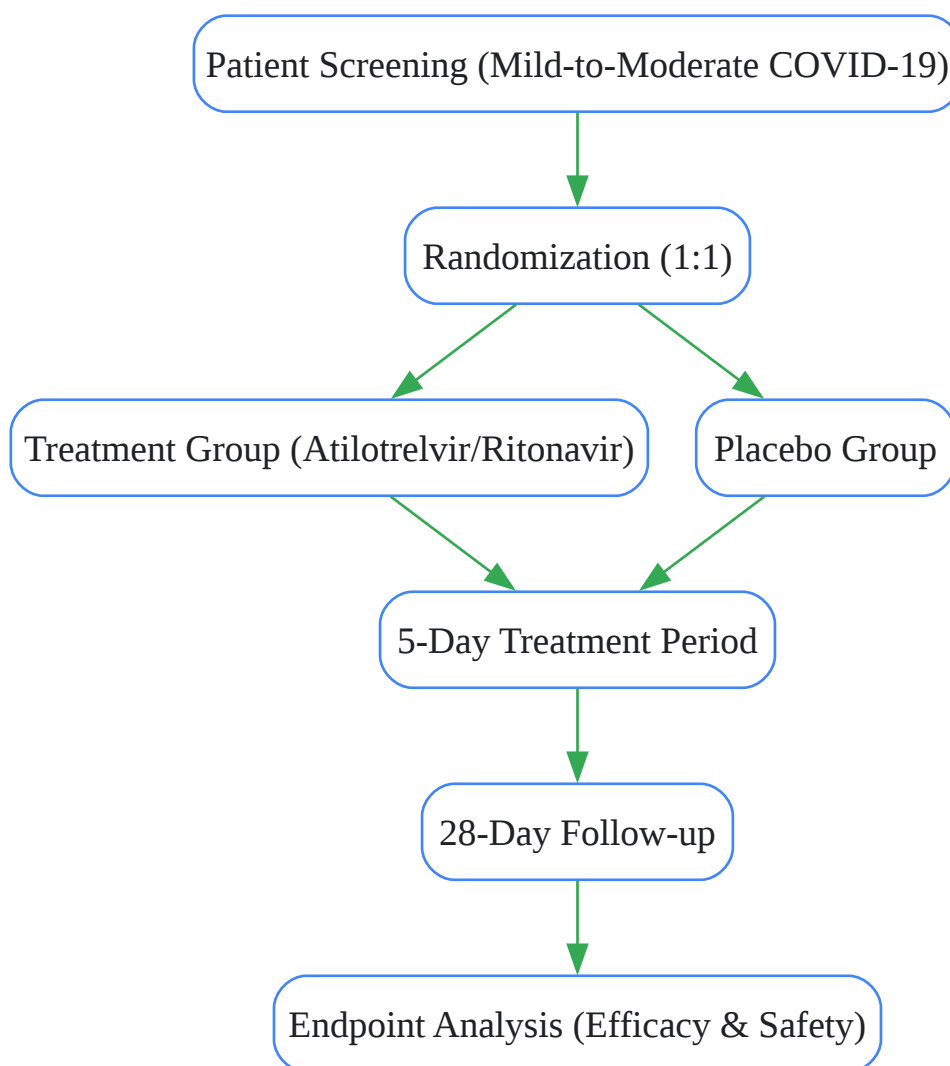 Patient Screening (Mild-to-Moderate COVID-19)
Randomization (1:1)
Treatment Group (Atilotrelvir/Ritonavir)
Placebo Group
5-Day Treatment Period
28-Day Follow-up
Endpoint Analysis (Efficacy & Safety)